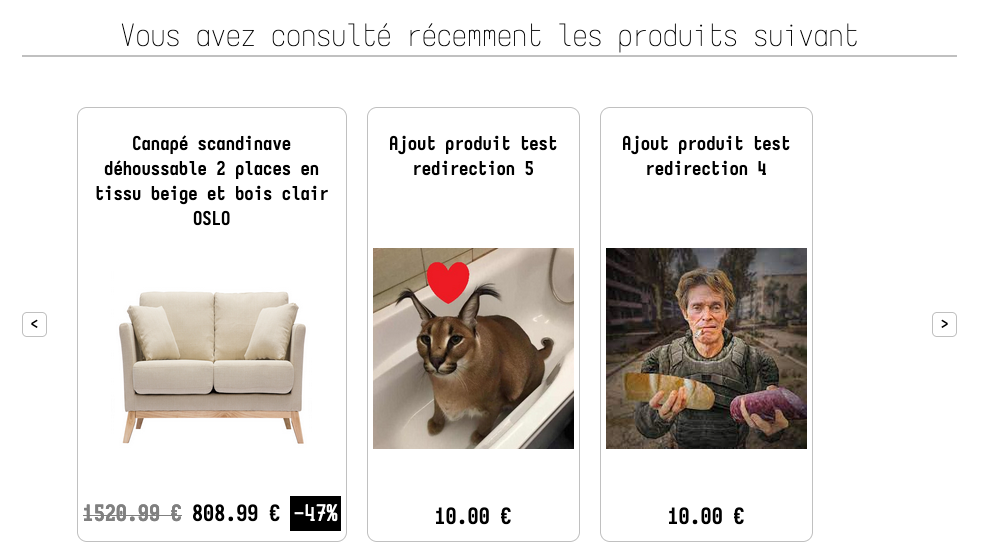 Vous avez consulté récemment les produits suivant
Canapé scandinave
déhoussable 2 places en
tissu beige et bois clair
OSLO
1520.99 € 808.99 € -47%
Ajout produit test
redirection 5
10.00 €
Ajout produit test
redirection 4
10.00 €
<
>